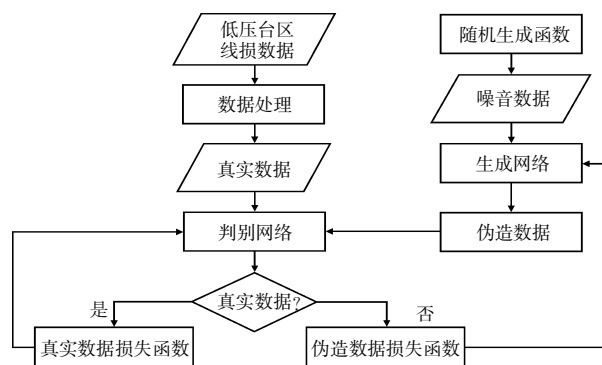 低压台区
线损数据
随机生成函数
数据处理
噪音数据
真实数据
生成网络
判别网络
伪造数据
真实数据?
是
否
真实数据损失函数
伪造数据损失函数